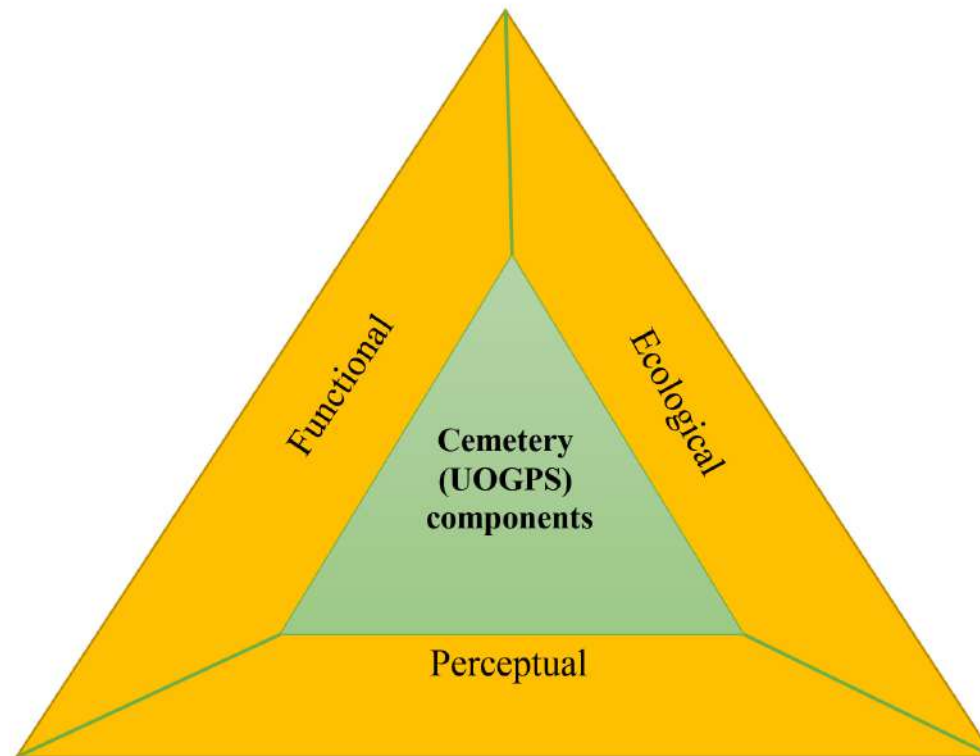 Functional
Ecological
Cemetery
(UOGPS)
components
Perceptual